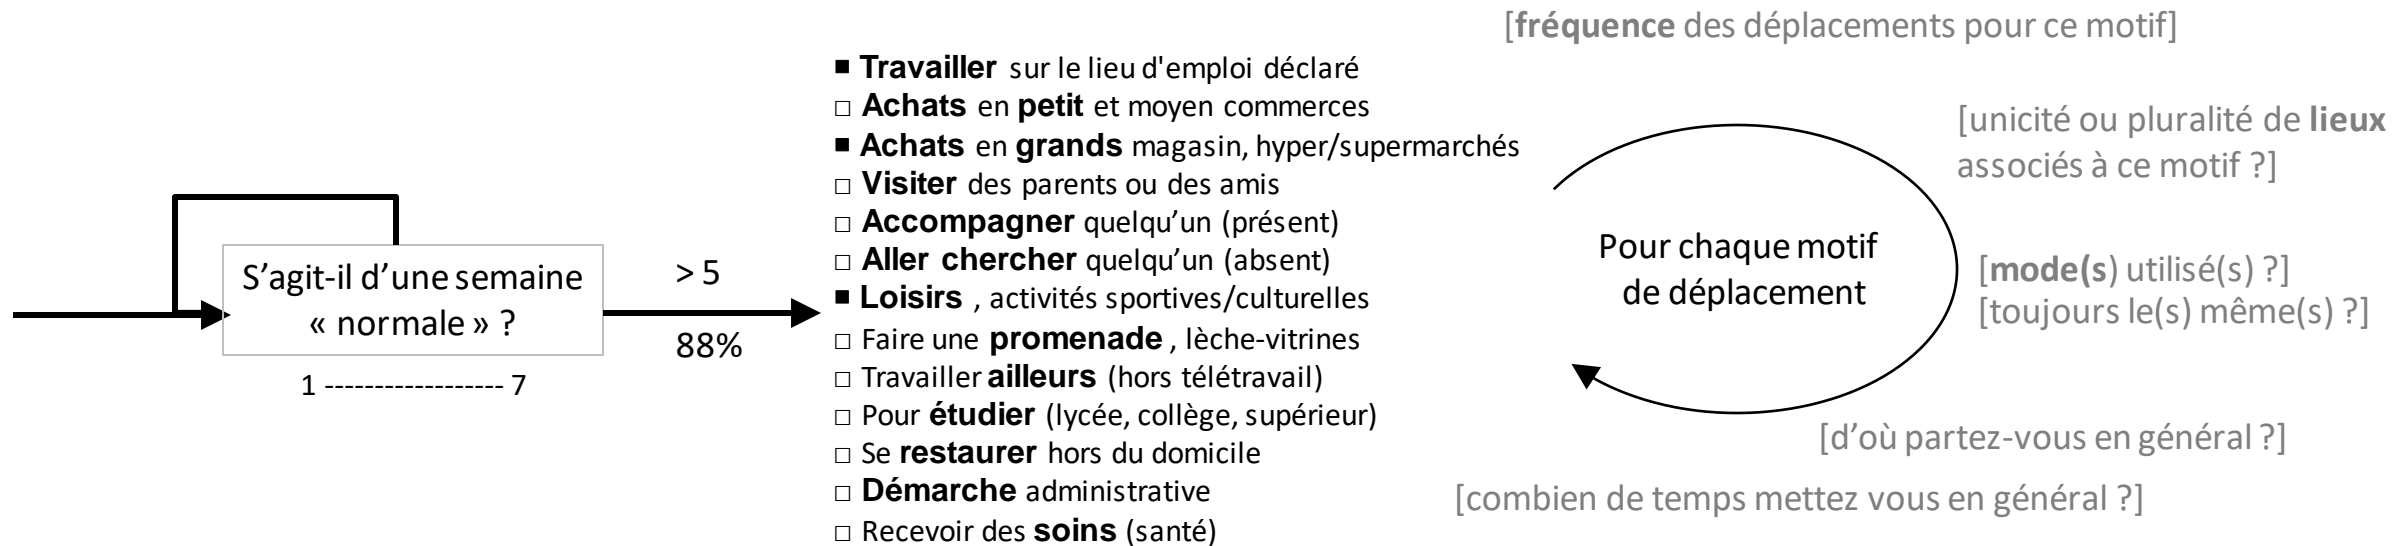 S’agit-il d’une semaine
« normale » ?
1 ------------------ 7
> 5
88%
■ Travailler sur le lieu d'emploi déclaré
□ Achats en petit et moyen commerces
■ Achats en grands magasin, hyper/supermarchés
□ Visiter des parents ou des amis
□ Accompagner quelqu’un (présent)
□ Aller chercher quelqu’un (absent)
■ Loisirs , activités sportives/culturelles
□ Faire une promenade , lèche-vitrines
□ Travailler ailleurs (hors télétravail)
□ Pour étudier (lycée, collège, supérieur)
□ Se restaurer hors du domicile
□ Démarche administrative
□ Recevoir des soins (santé)
Pour chaque motif
de déplacement
[fréquence des déplacements pour ce motif]
[unicité ou pluralité de lieux
associés à ce motif ?]
[mode(s) utilisé(s) ?]
[toujours le(s) même(s) ?]
[d’où partez-vous en général ?]
[combien de temps mettez vous en général ?]